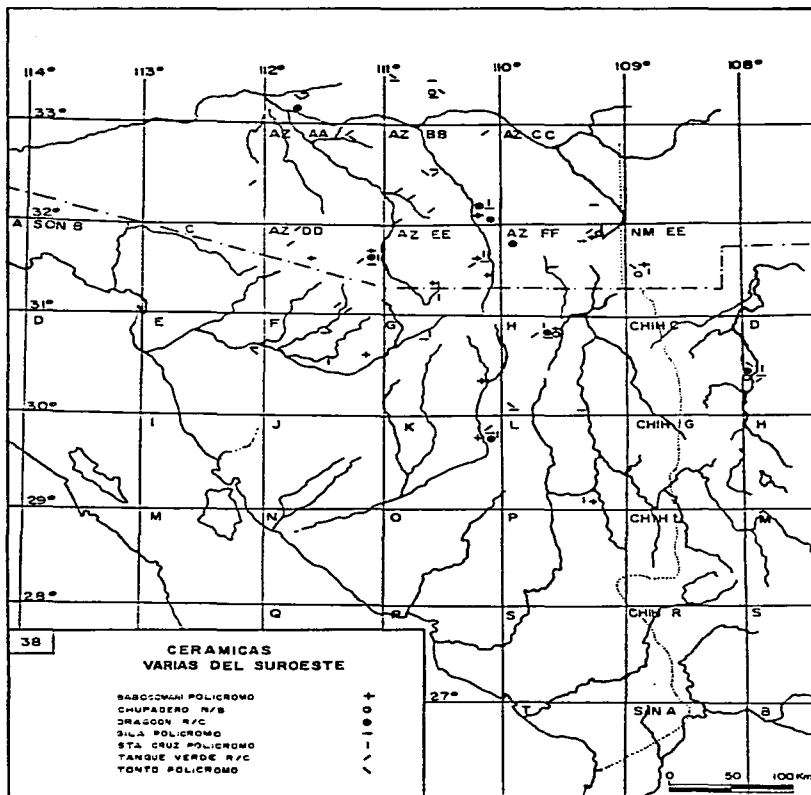 114° 113° 112° 111° 110° 109° 108°
33°
AZ AA AZ BB AZ CC
32°
A SON B C AZ DD AZ EE AZ FF NM EE
31°
D E F G H CHIH C D
30°
I J K L CHIH G H
29°
M N O P CHIH L M
28°
Q R S CHIH R S
38
CERAMICAS
VARIAS DEL SUROESTE
27°
T SIN A B
BABOCOMARI POLICROMO +
CHUPADERO N/B O
DRAGOON R/C ●
GILA POLICROMO –
STA CRUZ POLICROMO I
TANQUE VERDE R/C /
TONTO POLICROMO \
0 50 100 Km